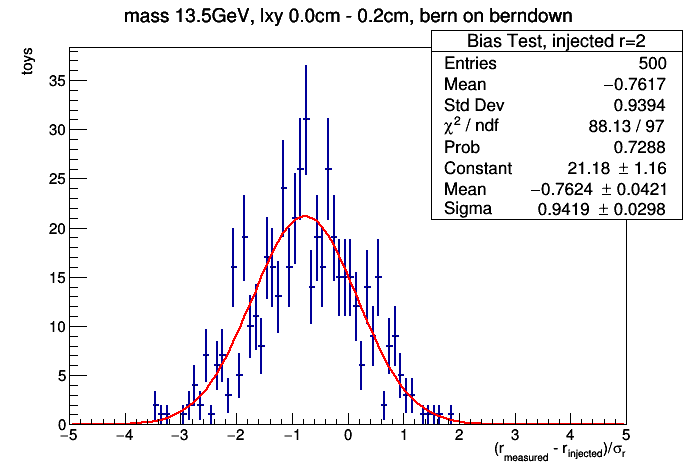 mass 13.5GeV, lxy 0.0cm - 0.2cm, bern on berndown
Bias Test, injected r=2
Entries 500
Mean −0.7617
Std Dev 0.9394
χ² / ndf 88.13 / 97
Prob 0.7288
Constant 21.18 ± 1.16
Mean −0.7624 ± 0.0421
Sigma 0.9419 ± 0.0298
toys
35
30
25
20
15
10
5
0
−5 −4 −3 −2 −1 0 1 2 3 4 5
(r_measured - r_injected)/σ_r